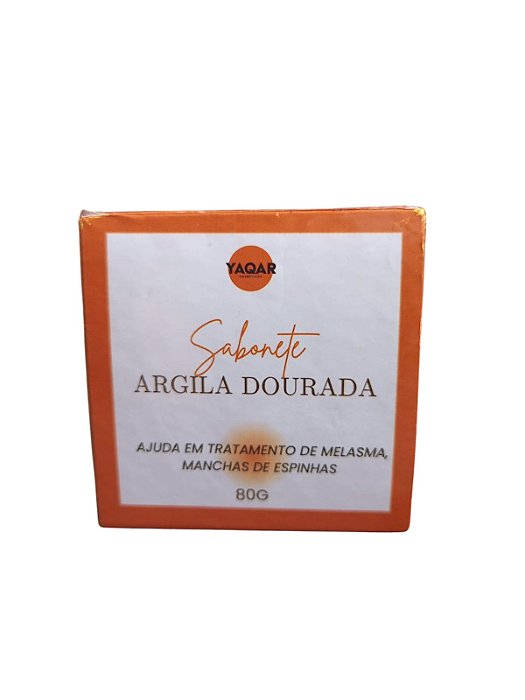 YAQAR
Sabonete
ARGILA DOURADA
AJUDA EM TRATAMENTO DE MELASMA,
MANCHAS DE ESPINHAS
80G